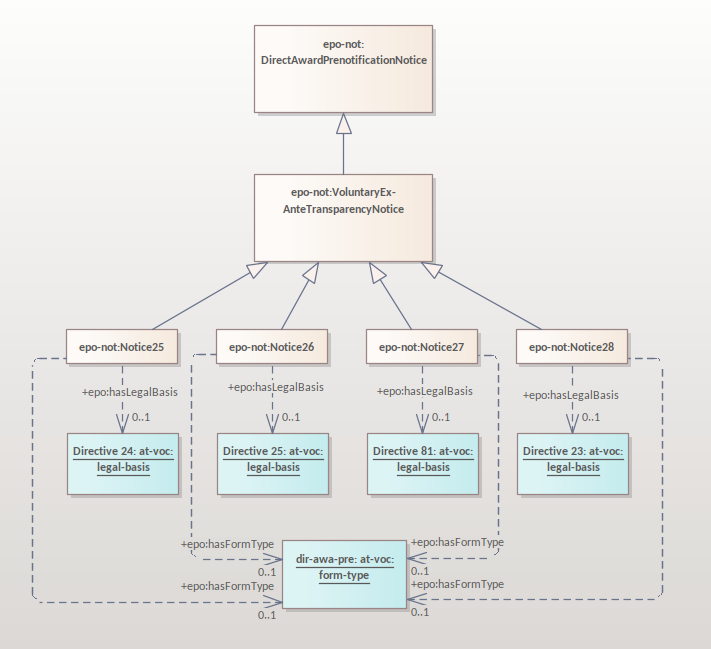 epo-not:
DirectAwardPrenotificationNotice
epo-not:VoluntaryEx-
AnteTransparencyNotice
epo-not:Notice25
epo-not:Notice26
epo-not:Notice27
epo-not:Notice28
+epo:hasLegalBasis
+epo:hasLegalBasis
+epo:hasLegalBasis
+epo:hasLegalBasis
0..1
0..1
0..1
0..1
Directive 24: at-voc:
legal-basis
Directive 25: at-voc:
legal-basis
Directive 81: at-voc:
legal-basis
Directive 23: at-voc:
legal-basis
+epo:hasFormType
0..1
+epo:hasFormType
0..1
dir-awa-pre: at-voc:
form-type
+epo:hasFormType
0..1
+epo:hasFormType
0..1